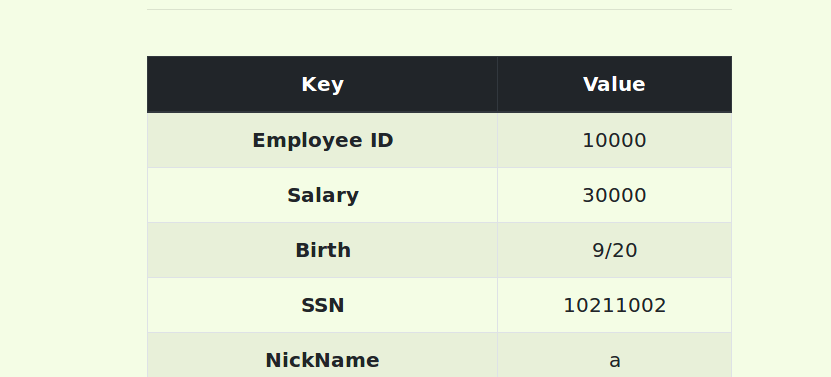 Key Value
Employee ID 10000
Salary 30000
Birth 9/20
SSN 10211002
NickName a